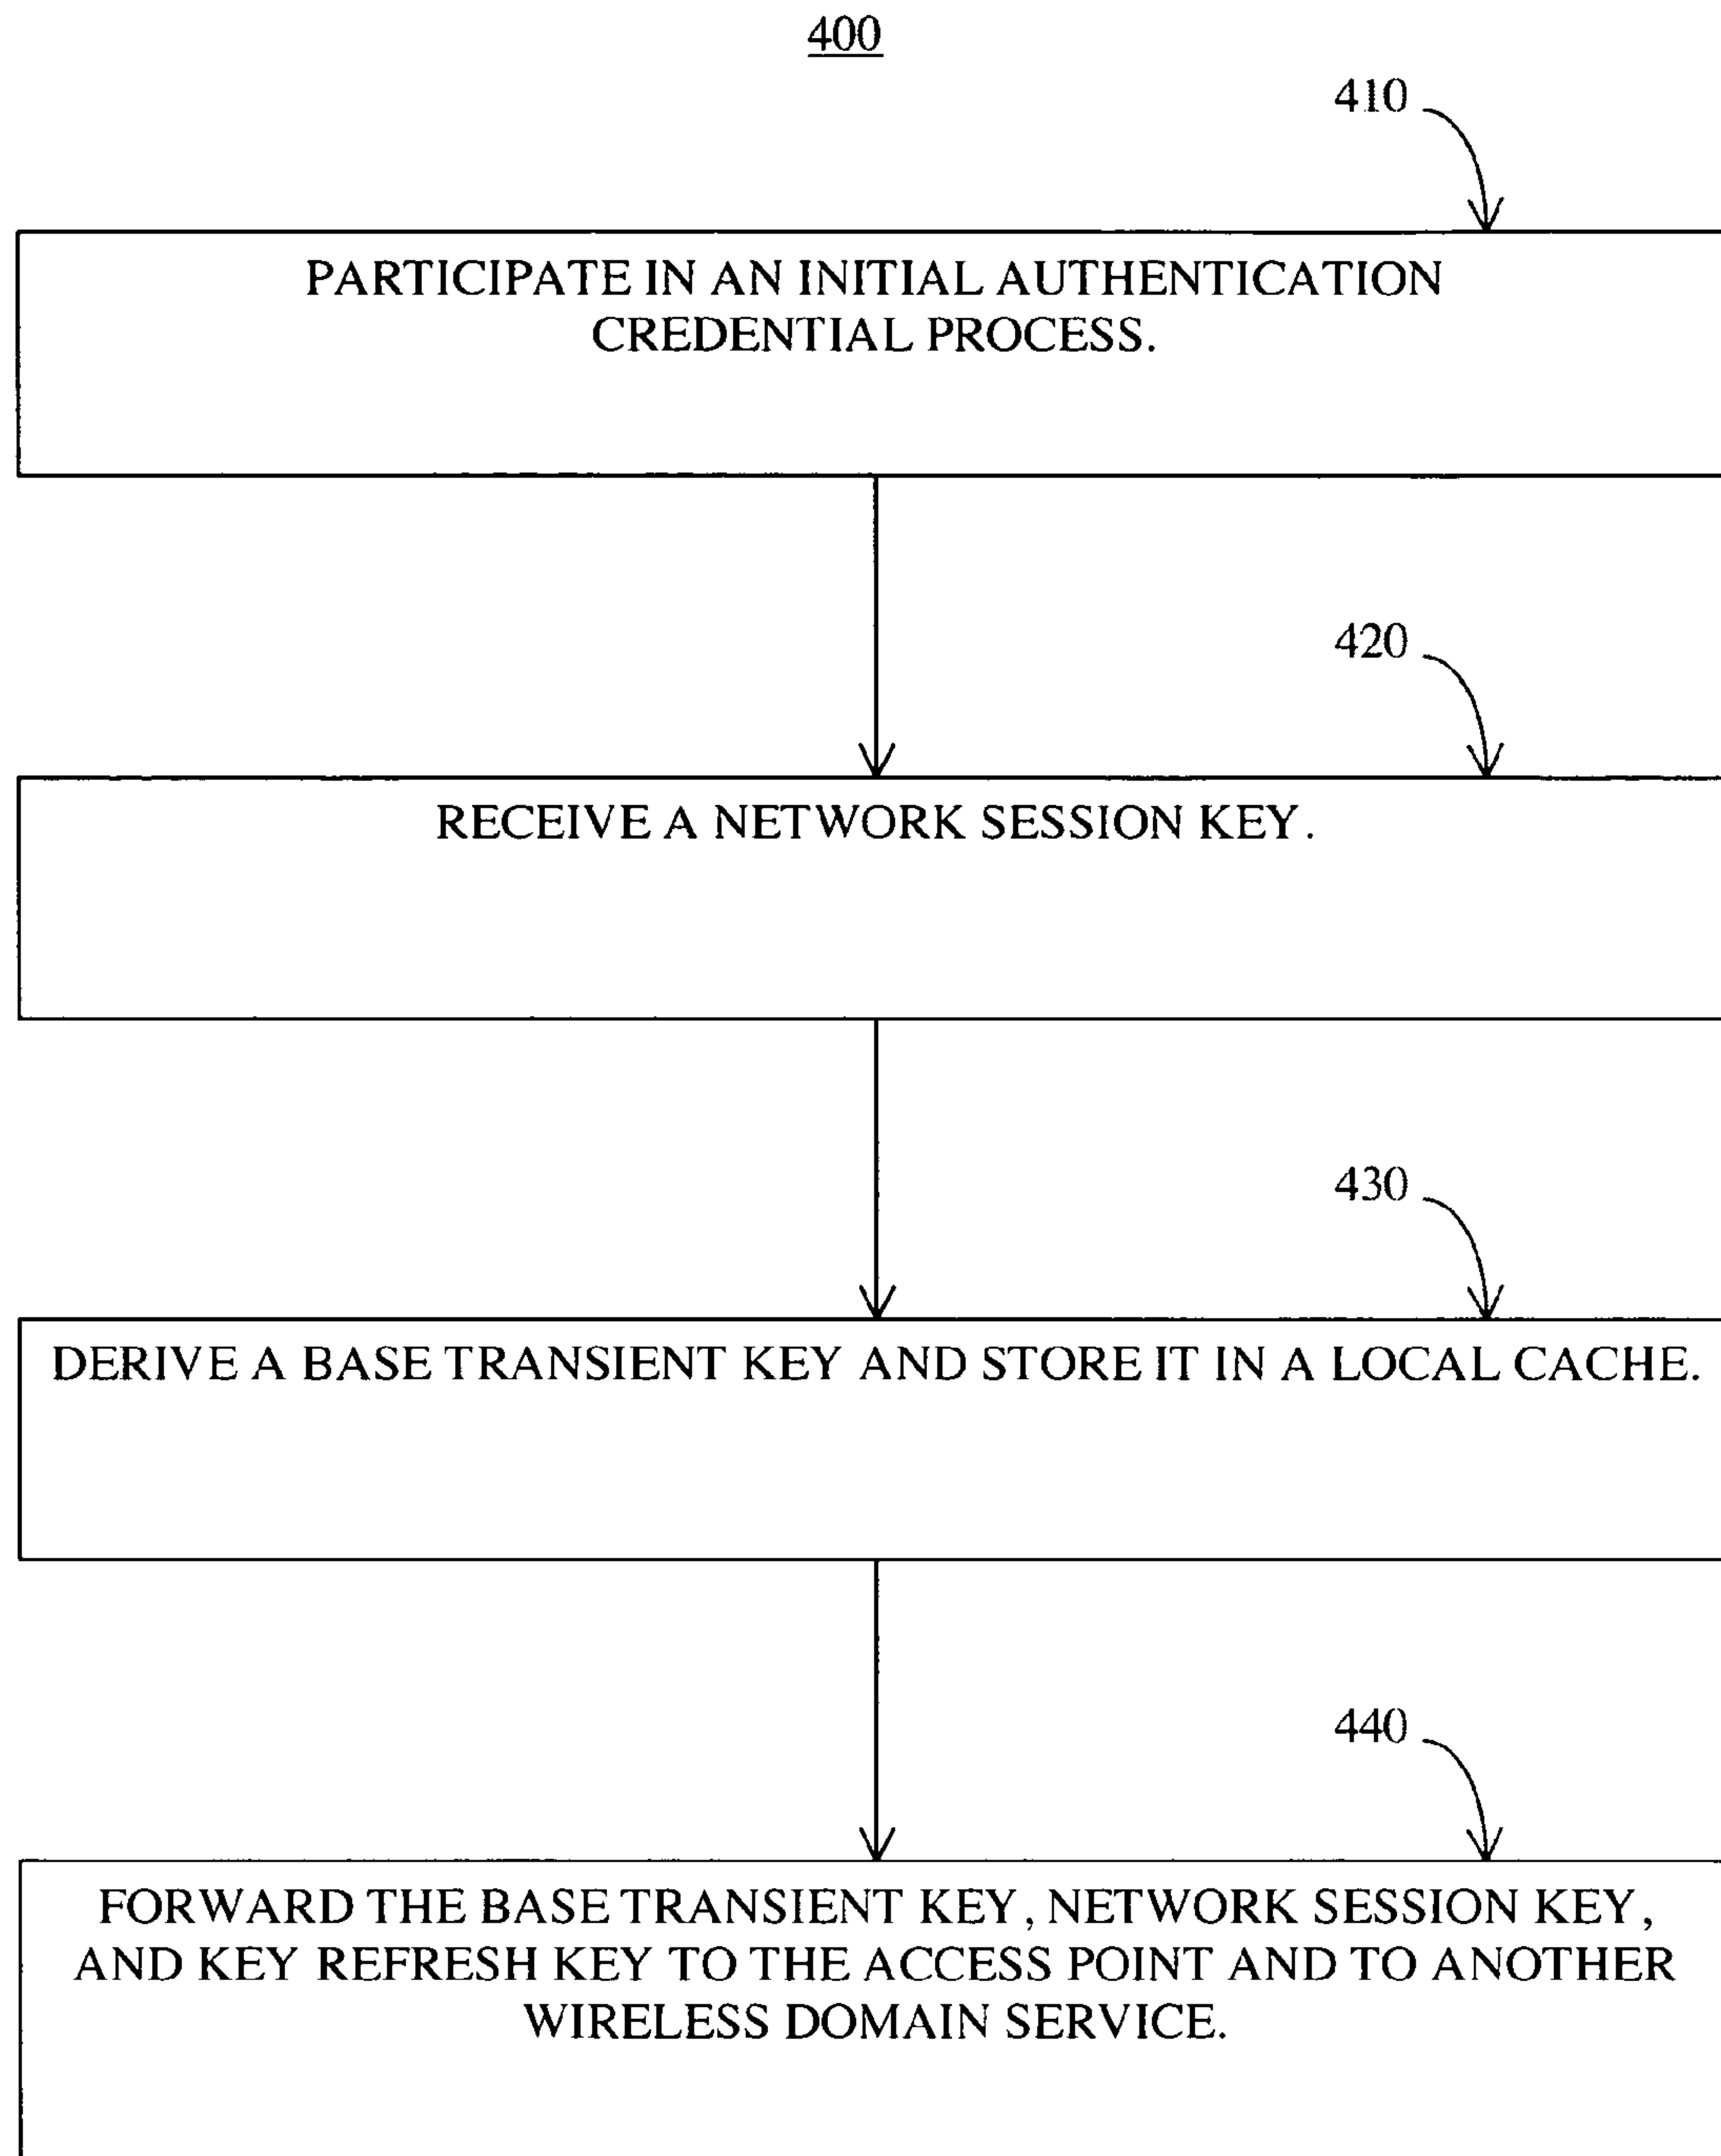 400
410
PARTICIPATE IN AN INITIAL AUTHENTICATION
CREDENTIAL PROCESS.
420
RECEIVE A NETWORK SESSION KEY.
430
DERIVE A BASE TRANSIENT KEY AND STORE IT IN A LOCAL CACHE.
440
FORWARD THE BASE TRANSIENT KEY, NETWORK SESSION KEY,
AND KEY REFRESH KEY TO THE ACCESS POINT AND TO ANOTHER
WIRELESS DOMAIN SERVICE.